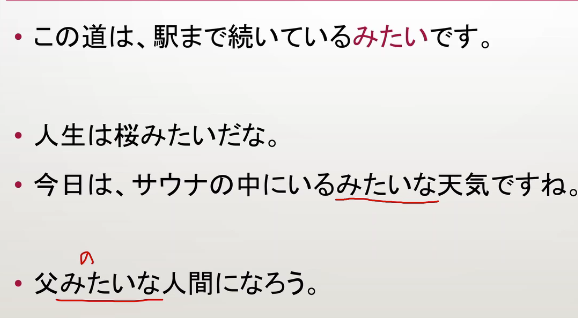 • この道は、駅まで続いているみたいです。
• 人生は桜みたいだな。
• 今日は、サウナの中にいるみたいな天気ですね。
の
• 父みたいな人間になろう。